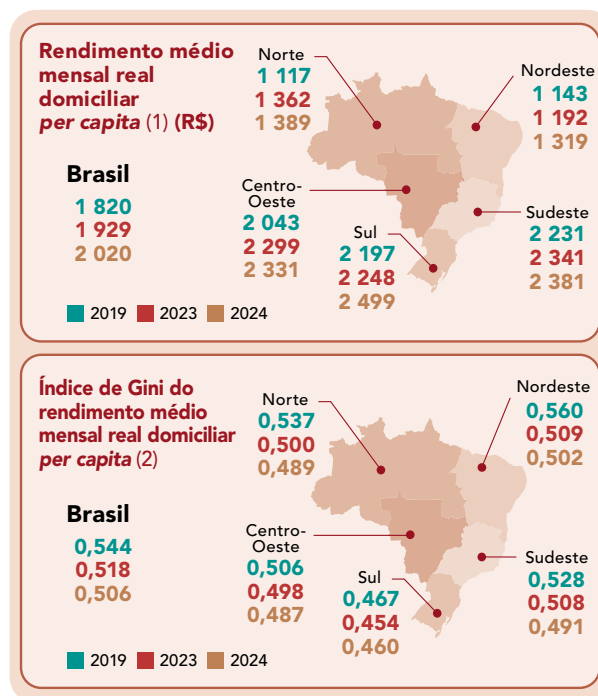 Rendimento médio
mensal real
domiciliar
per capita (1) (R$)
Brasil
1 820
1 929
2 020
Norte
1 117
1 362
1 389
Nordeste
1 143
1 192
1 319
Centro-
Oeste
2 043
2 299
2 331
Sul
2 197
2 248
2 499
Sudeste
2 231
2 341
2 381
2019 2023 2024
Índice de Gini do
rendimento médio
mensal real domiciliar
per capita (2)
Brasil
0,544
0,518
0,506
Norte
0,537
0,500
0,489
Nordeste
0,560
0,509
0,502
Centro-
Oeste
0,506
0,498
0,487
Sul
0,467
0,454
0,460
Sudeste
0,528
0,508
0,491
2019 2023 2024